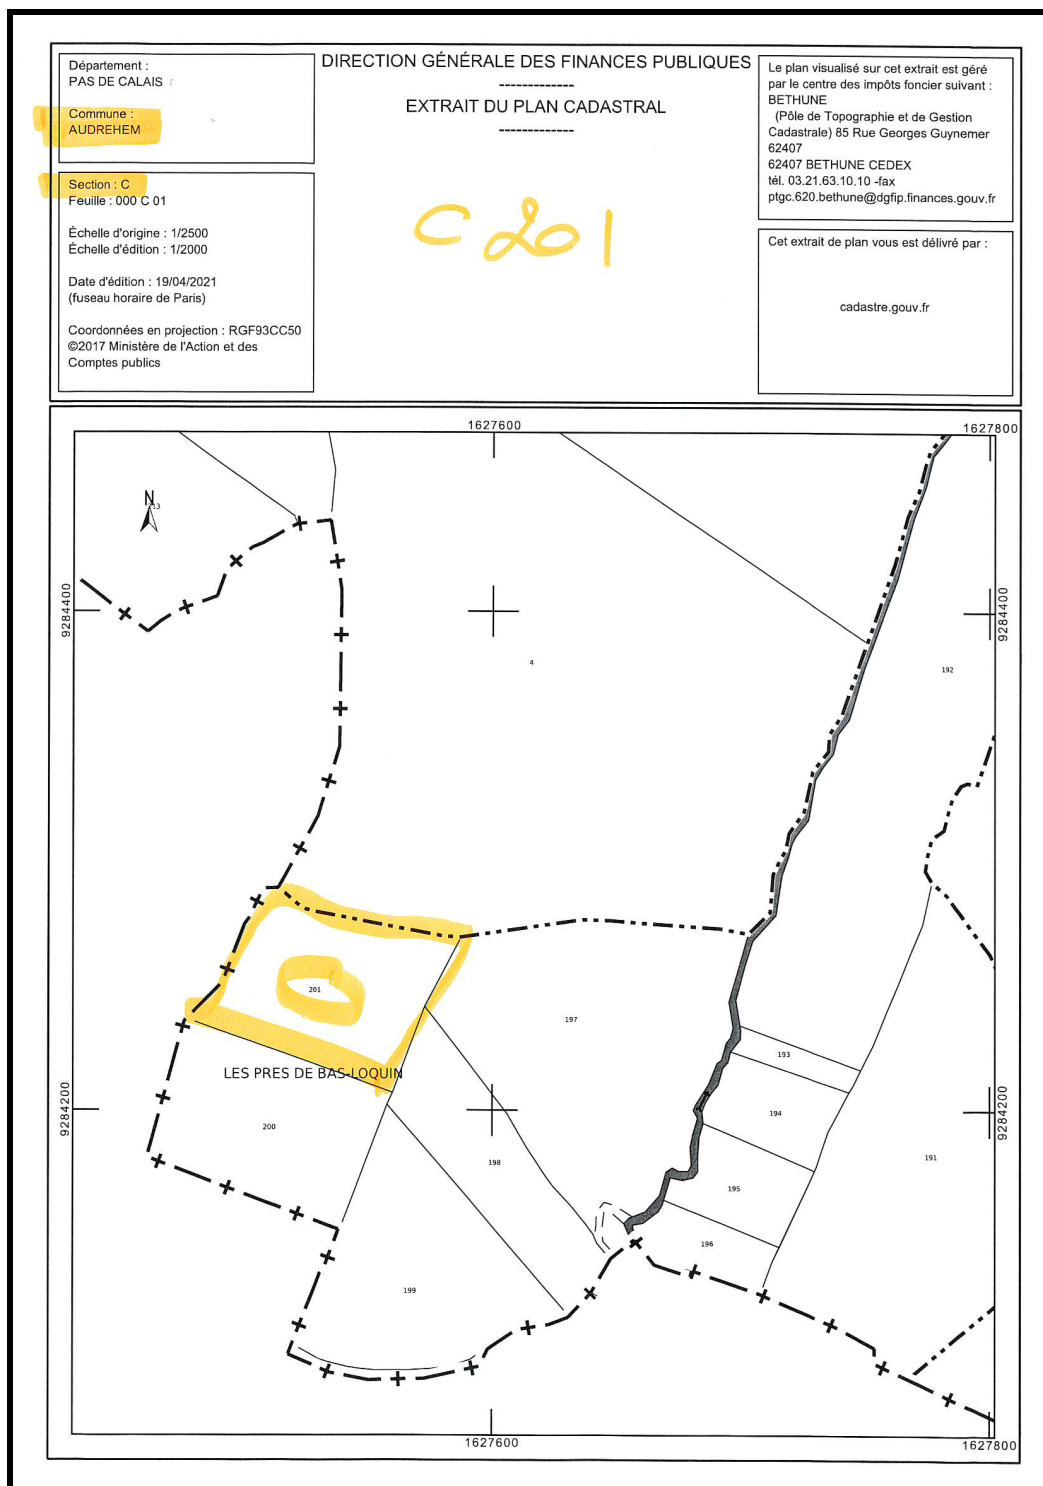 Département :
PAS DE CALAIS
Commune :
AUDREHEM
Section : C
Feuille : 000 C 01
Échelle d'origine : 1/2500
Échelle d'édition : 1/2000
Date d'édition : 19/04/2021
(fuseau horaire de Paris)
Coordonnées en projection : RGF93CC50
©2017 Ministère de l'Action et des
Comptes publics
DIRECTION GÉNÉRALE DES FINANCES PUBLIQUES
-------------
EXTRAIT DU PLAN CADASTRAL
-------------
C 201
Le plan visualisé sur cet extrait est géré
par le centre des impôts foncier suivant :
BETHUNE
(Pôle de Topographie et de Gestion
Cadastrale) 85 Rue Georges Guynemer
62407
62407 BETHUNE CEDEX
tél. 03.21.63.10.10 -fax
ptgc.620.bethune@dgfip.finances.gouv.fr
Cet extrait de plan vous est délivré par :
cadastre.gouv.fr
1627600
1627800
N
13
9284400
9284400
4
192
201
197
193
LES PRES DE BAS-LOQUIN
9284200
9284200
194
200
198
191
195
196
199
1627600
1627800